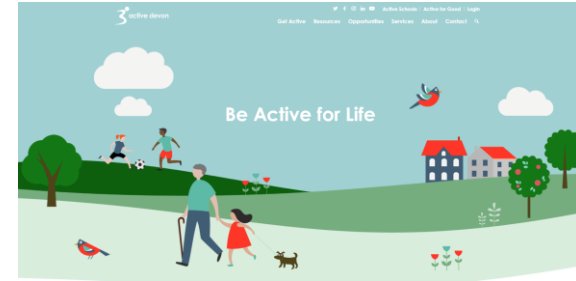 active devon
Active Schools | Active for Good | Login
Get Active Resources Opportunities Services About Contact
Be Active for Life